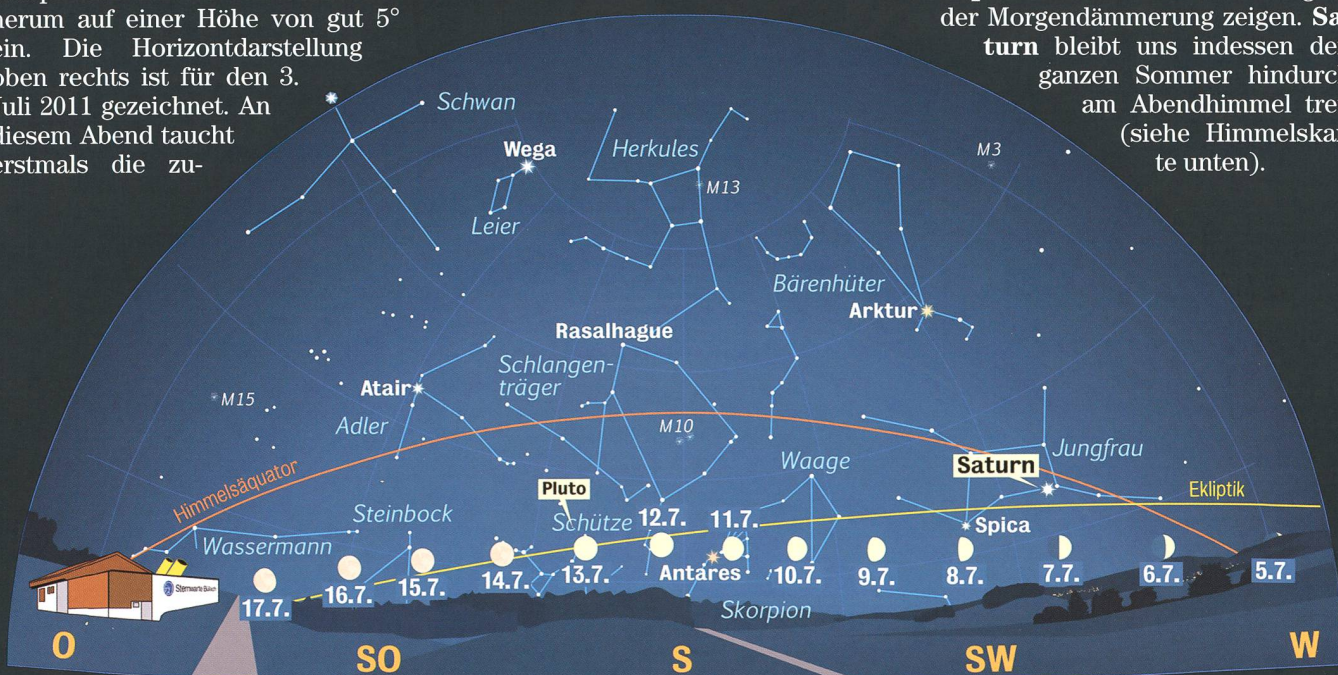 nerum auf einer Höhe von gut 5°
ein. Die Horizontdarstellung
oben rechts ist für den 3.
Juli 2011 gezeichnet. An
diesem Abend taucht
erstmals die zu-
der Morgendämmerung zeigen. Sa-
turn bleibt uns indessen de
ganzen Sommer hindurc
am Abendhimmel tre
(siehe Himmelskar
te unten).
Schwan
Wega
Herkules
M3
M13
Leier
Bärenhüter
Arktur
Rasalhague
Schlangen-
träger
Atair
M15
Adler
M10
Waage
Jungfrau
Saturn
Himmelsäquator
Pluto
Ekliptik
Steinbock
Schütze
12.7.
11.7.
Spica
Wassermann
Antares
17.7.
16.7.
15.7.
14.7.
13.7.
10.7.
9.7.
8.7.
7.7.
6.7.
5.7.
Sternwarte Bülach
Skorpion
O
SO
S
SW
W